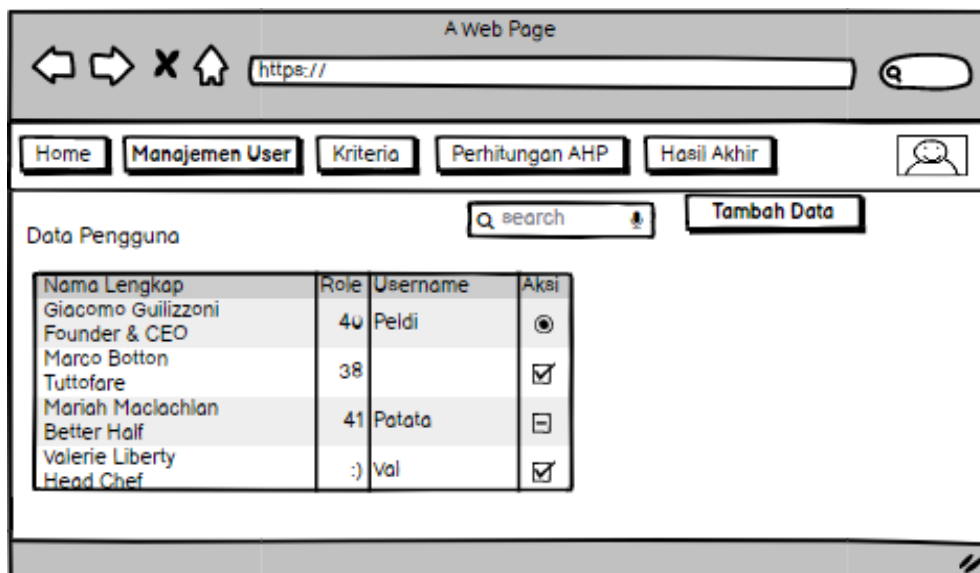 A Web Page
https://
Home Manajemen User Kriteria Perhitungan AHP Hasil Akhir
search Tambah Data
Data Pengguna
Nama Lengkap Role Username Aksi
Giacomo Guilizzoni
Founder & CEO 40 Peldi
Marco Botton
Tuttofare 38
Mariah Maclachlan
Better Half 41 Patata
Valerie Liberty
Head Chef :) Val